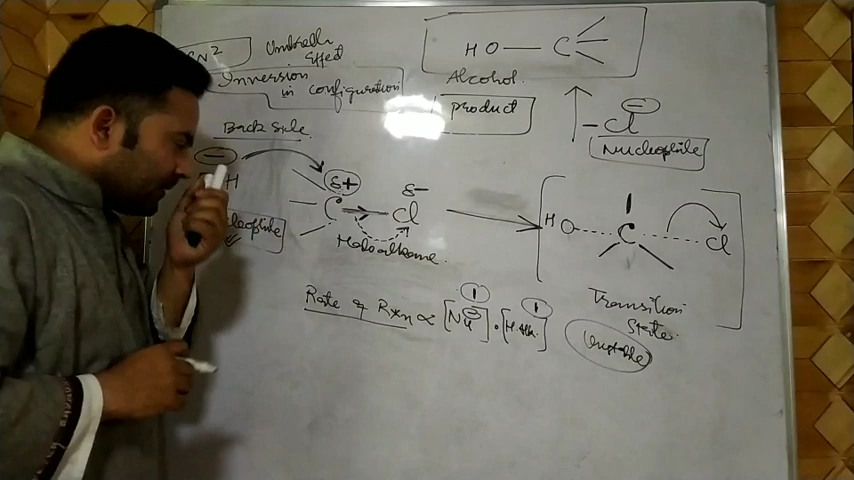 SN²
Umbrella
Effect
Inversion
in configuration
HO — C
Alcohol.
product
−Cl⊖
Nucleophile
Back side
⊖
H
δ+
δ−
C — Cl
Haloalkane.
HO C Cl
Transition
State.
Unstable
Rate of Rxn ∝ [Nu⊖]¹ . [H. Alk.]¹